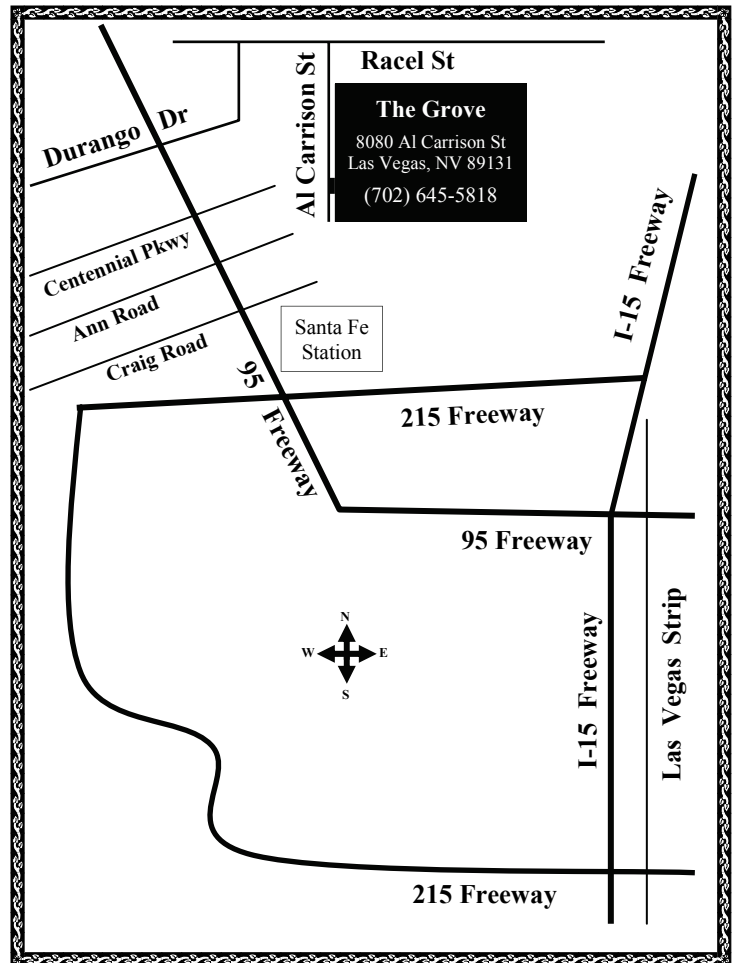 Racel St
Al Carrison St
The Grove
8080 Al Carrison St
Las Vegas, NV 89131
(702) 645-5818
Durango Dr
Centennial Pkwy
Ann Road
Craig Road
Santa Fe
Station
I-15 Freeway
95 Freeway
215 Freeway
95 Freeway
N
W E
S
I-15 Freeway
Las Vegas Strip
215 Freeway